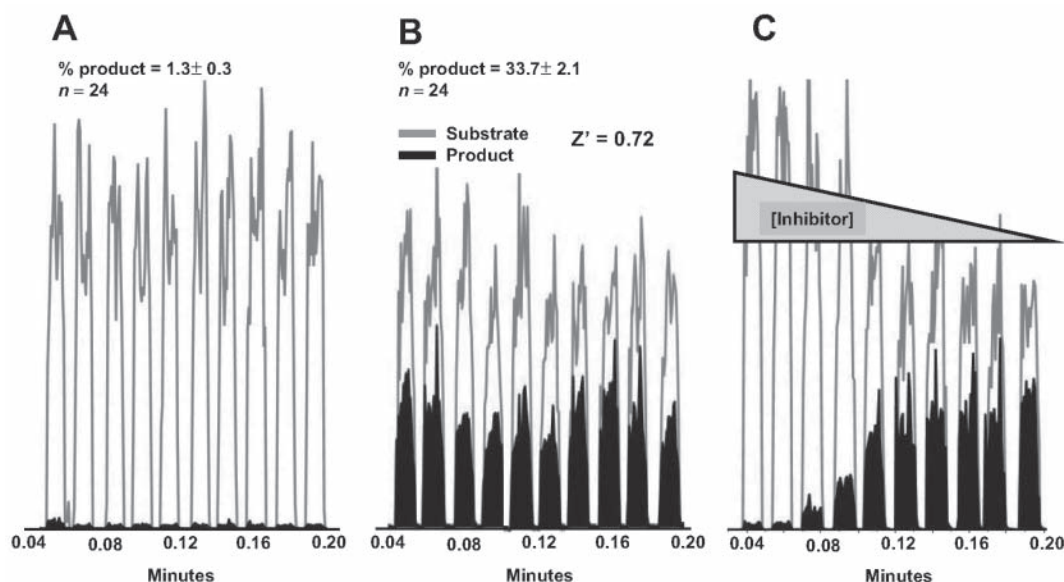 A
% product = 1.3± 0.3
n = 24
0.04 0.08 0.12 0.16 0.20
Minutes
B
% product = 33.7± 2.1
n = 24
Substrate
Product
Z’ = 0.72
0.04 0.08 0.12 0.16 0.20
Minutes
C
[Inhibitor]
0.04 0.08 0.12 0.16 0.20
Minutes